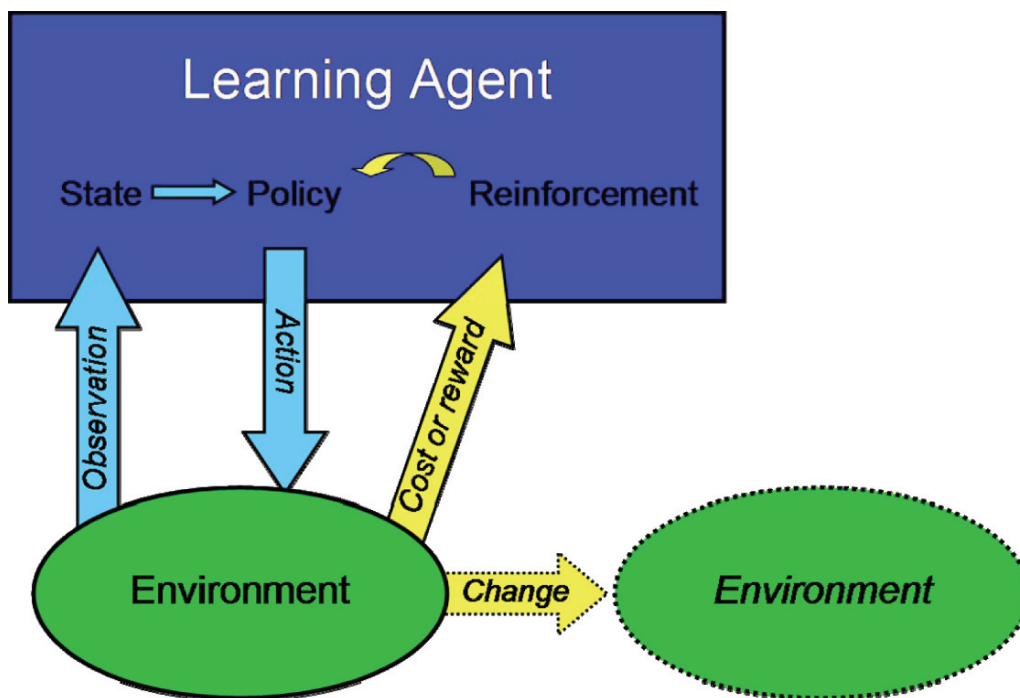 Learning Agent
State
Policy
Reinforcement
Observation
Action
Cost or reward
Environment
Change
Environment